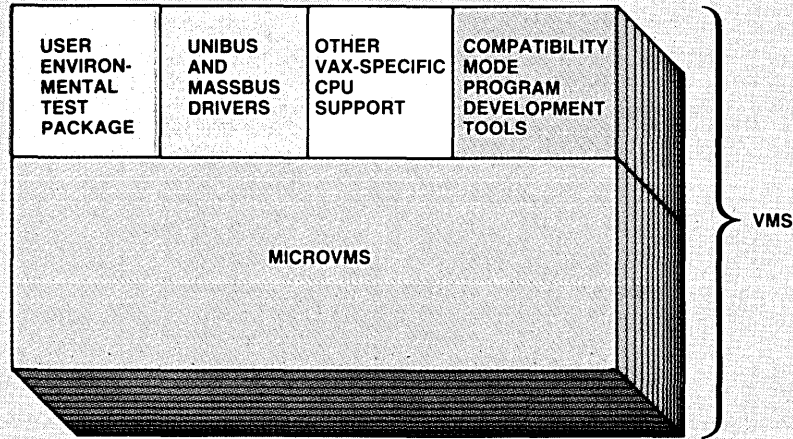 USER
ENVIRON-
MENTAL
TEST
PACKAGE
UNIBUS
AND
MASSBUS
DRIVERS
OTHER
VAX-SPECIFIC
CPU
SUPPORT
COMPATIBILITY
MODE
PROGRAM
DEVELOPMENT
TOOLS
MICROVMS
VMS